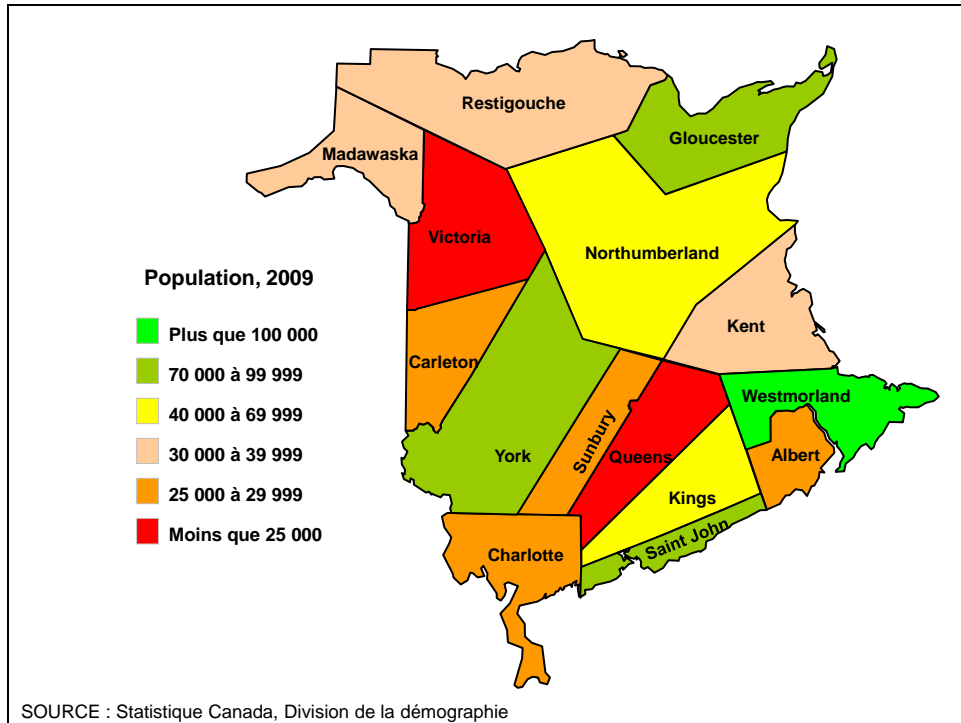 Restigouche
Gloucester
Madawaska
Victoria
Northumberland
Population, 2009
Plus que 100 000
70 000 à 99 999
40 000 à 69 999
30 000 à 39 999
25 000 à 29 999
Moins que 25 000
Kent
Carleton
Westmorland
York
Sunbury
Queens
Albert
Kings
Saint John
Charlotte
SOURCE : Statistique Canada, Division de la démographie